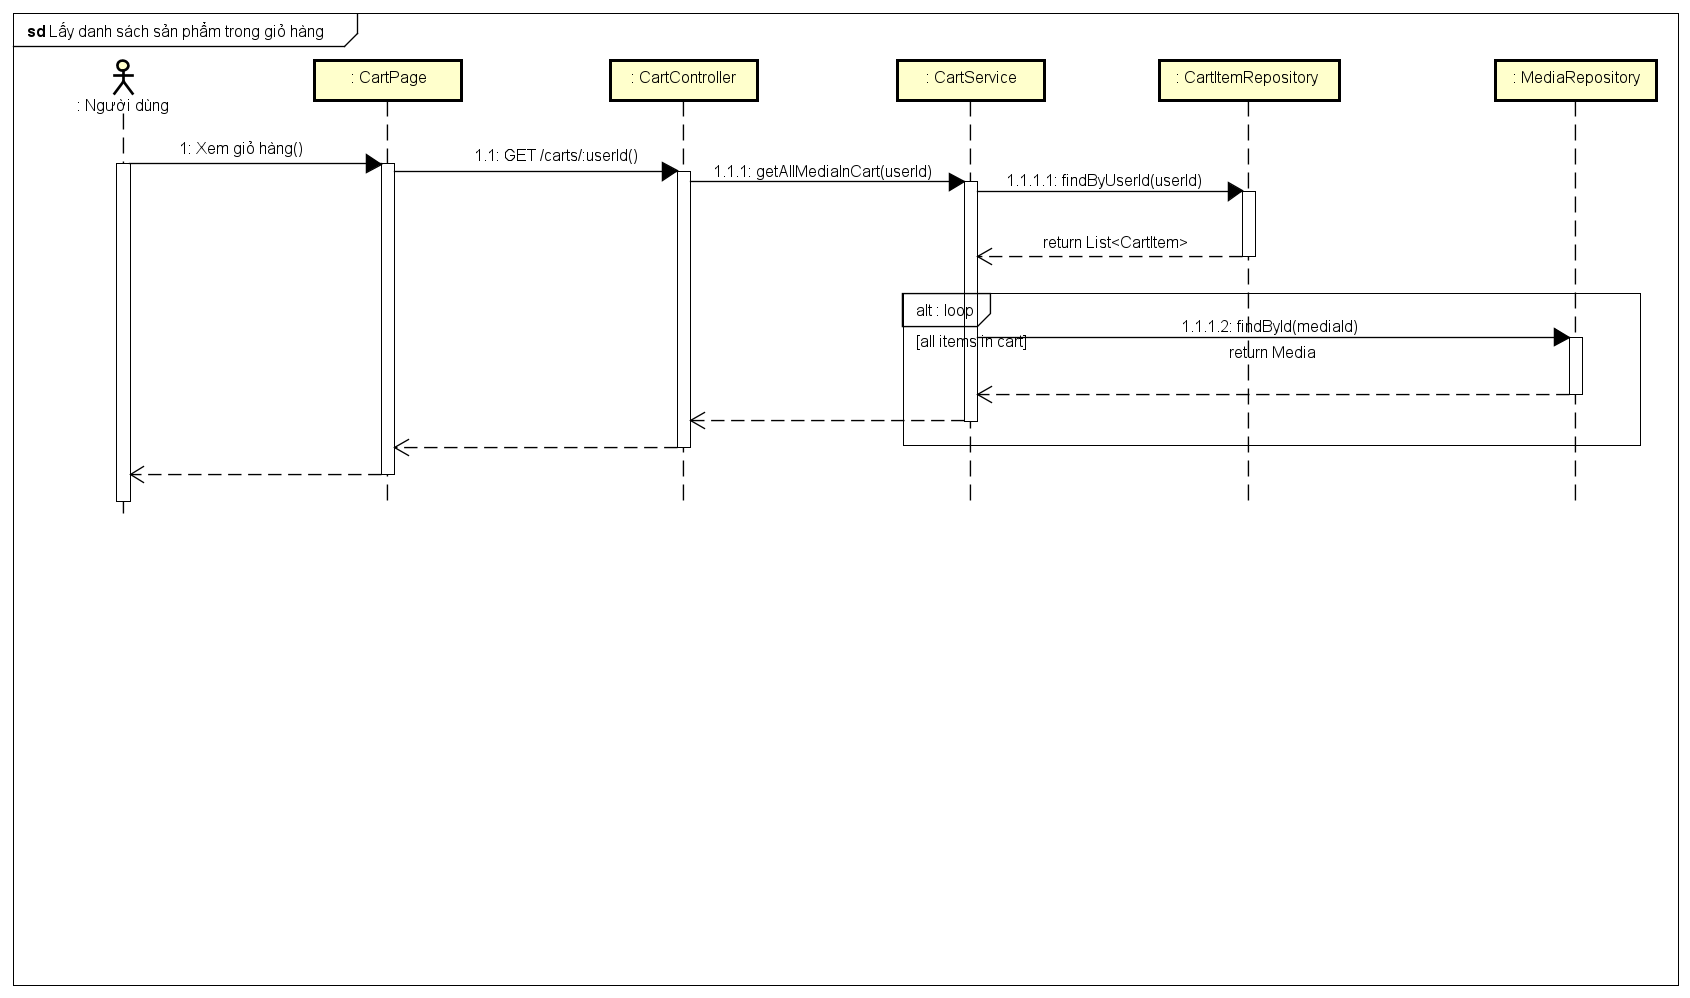 sd Lấy danh sách sản phẩm trong giỏ hàng
: Người dùng
: CartPage
: CartController
: CartService
: CartItemRepository
: MediaRepository
1: Xem giỏ hàng()
1.1: GET /carts/:userId()
1.1.1: getAllMediaInCart(userId)
1.1.1.1: findByUserId(userId)
return List<CartItem>
alt : loop
[all items in cart]
1.1.1.2: findById(mediaId)
return Media